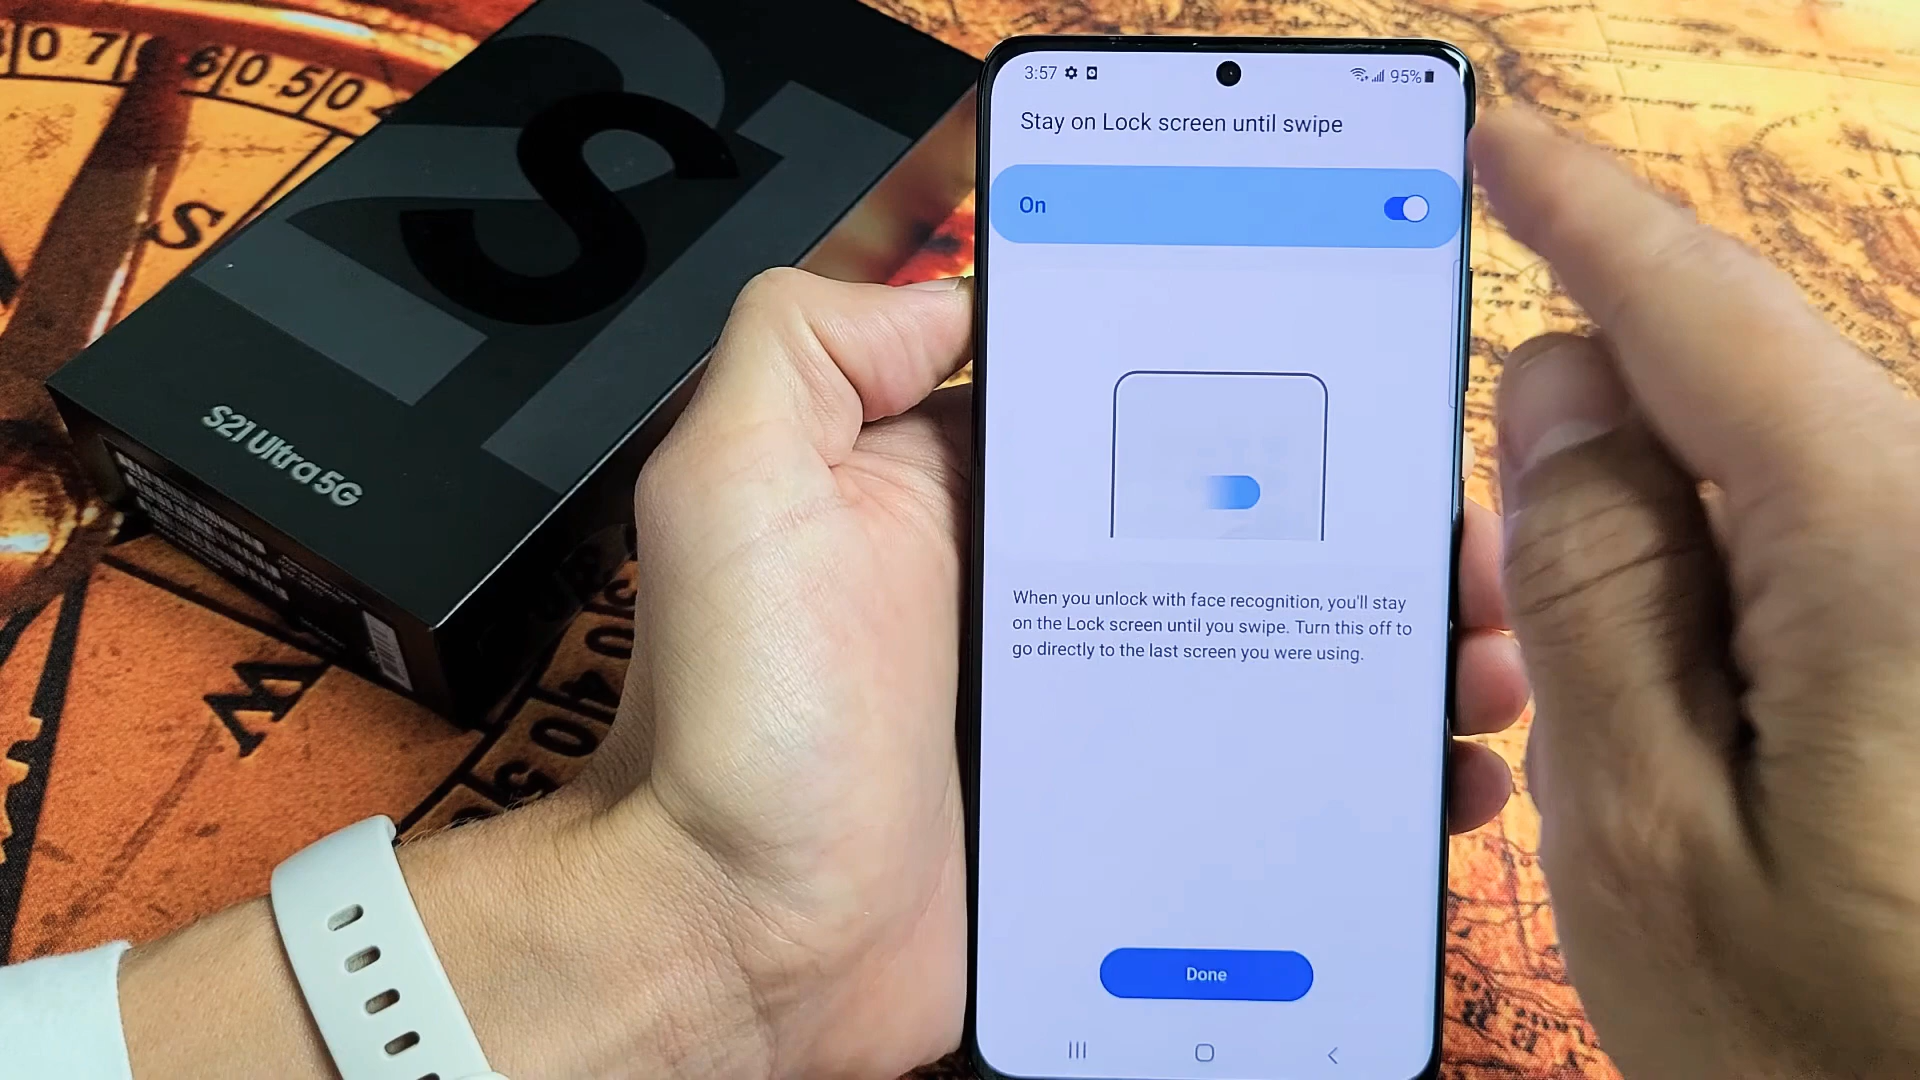 3:57
95%
Stay on Lock screen until swipe
On
When you unlock with face recognition, you'll stay
on the Lock screen until you swipe. Turn this off to
go directly to the last screen you were using.
Done
S21
S21 Ultra 5G
S
W